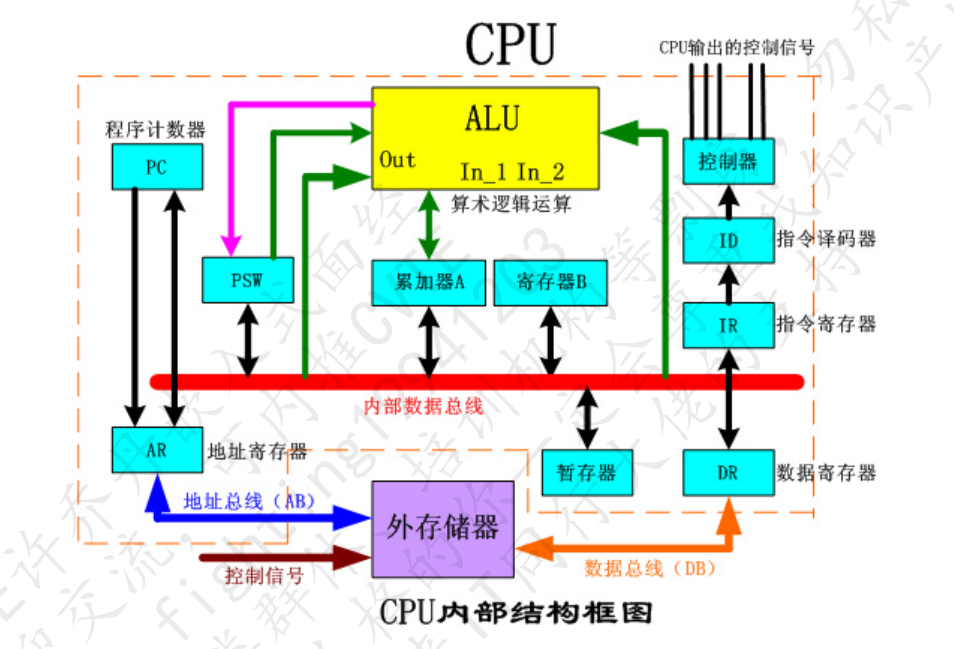 CPU
CPU输出的控制信号
程序计数器
PC
ALU
Out
In_1 In_2
算术逻辑运算
控制器
ID
指令译码器
PSW
累加器A
寄存器B
IR
指令寄存器
内部数据总线
AR
地址寄存器
暂存器
DR
数据寄存器
地址总线（AB）
外存储器
控制信号
数据总线（DB）
CPU内部结构框图